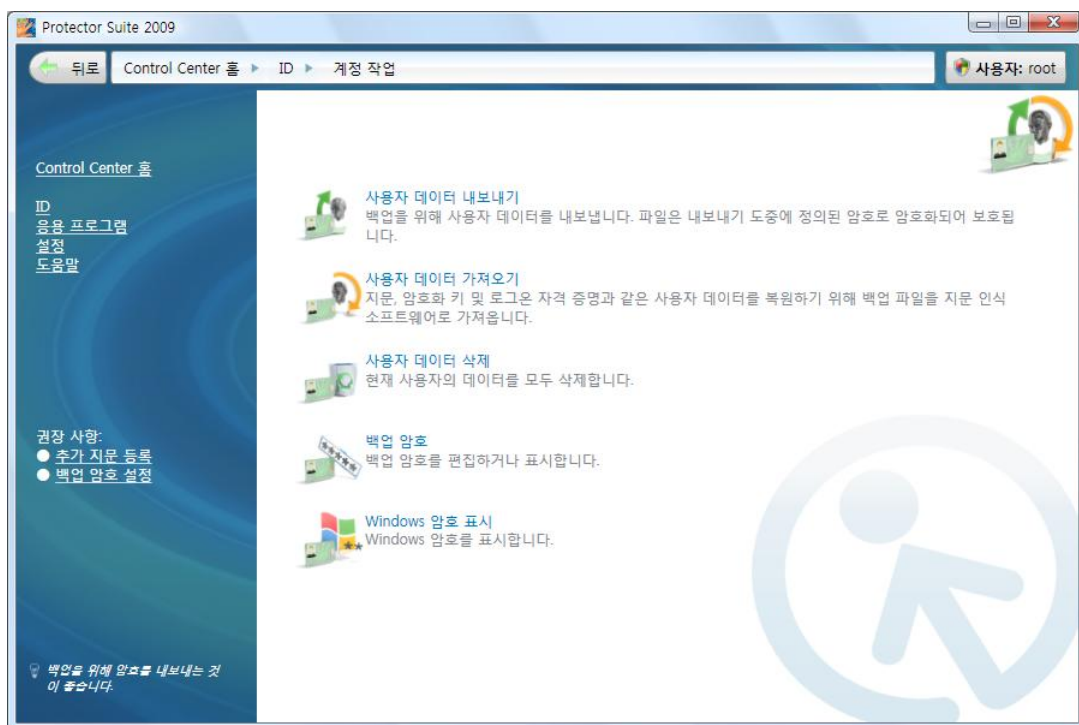 Protector Suite 2009
뒤로 Control Center 홈 ID 계정 작업 사용자: root
Control Center 홈
ID
응용 프로그램
설정
도움말
권장 사항:
추가 지문 등록
백업 암호 설정
백업을 위해 암호를 내보내는 것
이 좋습니다.
사용자 데이터 내보내기
백업을 위해 사용자 데이터를 내보냅니다. 파일은 내보내기 도중에 정의된 암호로 암호화되어 보호됩
니다.
사용자 데이터 가져오기
지문, 암호화 키 및 로그온 자격 증명과 같은 사용자 데이터를 복원하기 위해 백업 파일을 지문 인식
소프트웨어로 가져옵니다.
사용자 데이터 삭제
현재 사용자의 데이터를 모두 삭제합니다.
백업 암호
백업 암호를 편집하거나 표시합니다.
Windows 암호 표시
Windows 암호를 표시합니다.